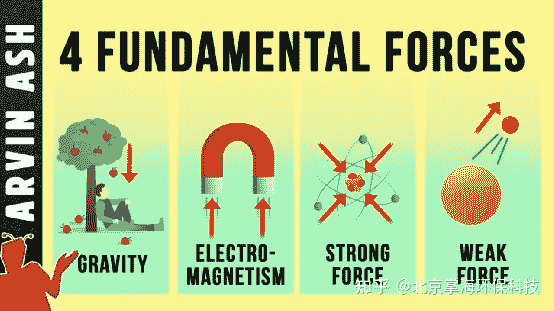 ARVIN ASH
4 FUNDAMENTAL FORCES
GRAVITY
ELECTRO-
MAGNETISM
STRONG
FORCE
WEAK
FORCE
知乎 @北京掌海环保科技